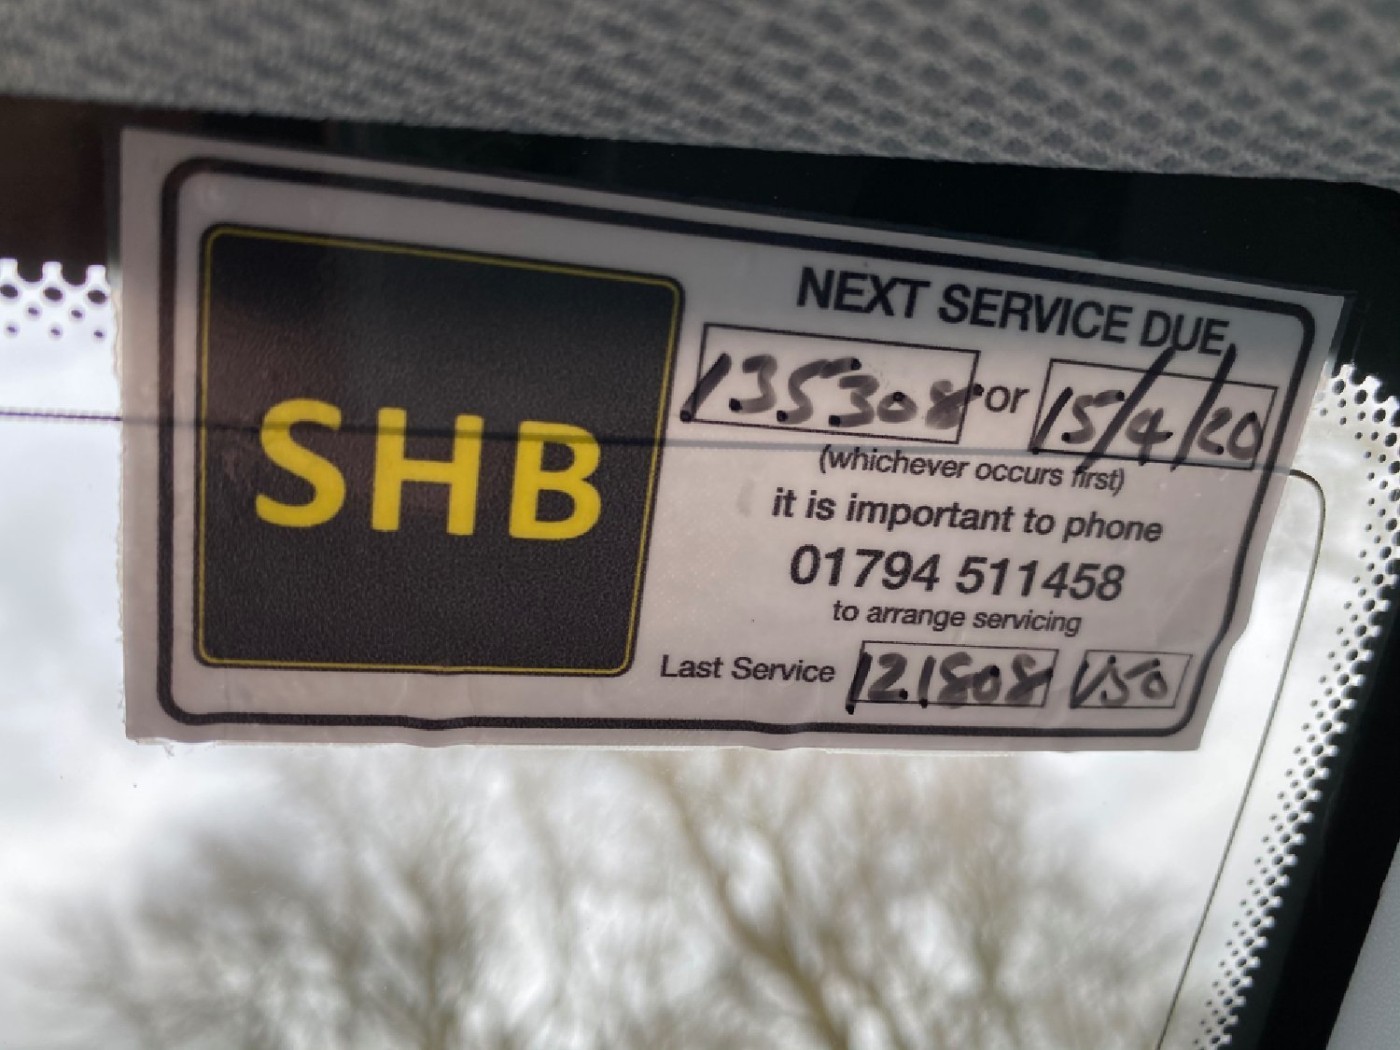 SHB
NEXT SERVICE DUE
135308 or 15/4/20
(whichever occurs first)
it is important to phone
01794 511458
to arrange servicing
Last Service 121808